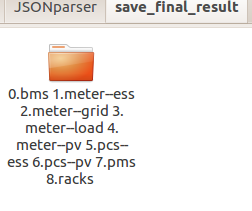 JSONparser save_final_result
0.bms 1.meter--ess
2.meter--grid 3.
meter--load 4.
meter--pv 5.pcs--
ess 6.pcs--pv 7.pms
8.racks